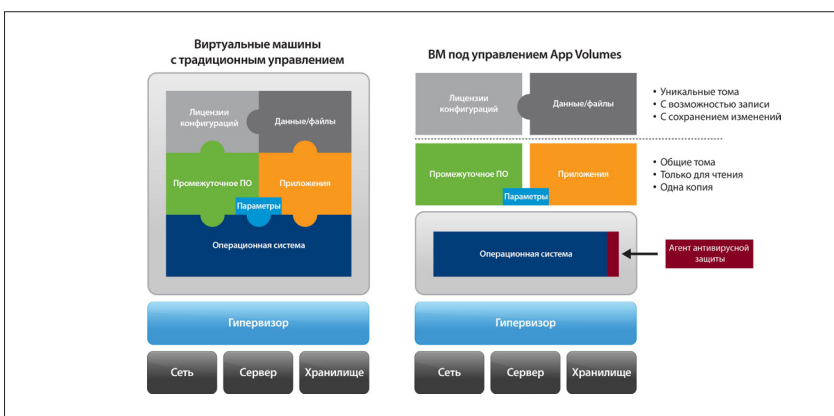 Виртуальные машины
с традиционным управлением
Лицензии
конфигураций
Данные/файлы
Промежуточное ПО
Приложения
Параметры
Операционная система
Гипервизор
Сеть
Сервер
Хранилище
ВМ под управлением App Volumes
Лицензии
конфигураций
Данные/файлы
• Уникальные тома
• С возможностью записи
• С сохранением изменений
Промежуточное ПО
Приложения
Параметры
• Общие тома
• Только для чтения
• Одна копия
Операционная система
Агент антивирусной
защиты
Гипервизор
Сеть
Сервер
Хранилище